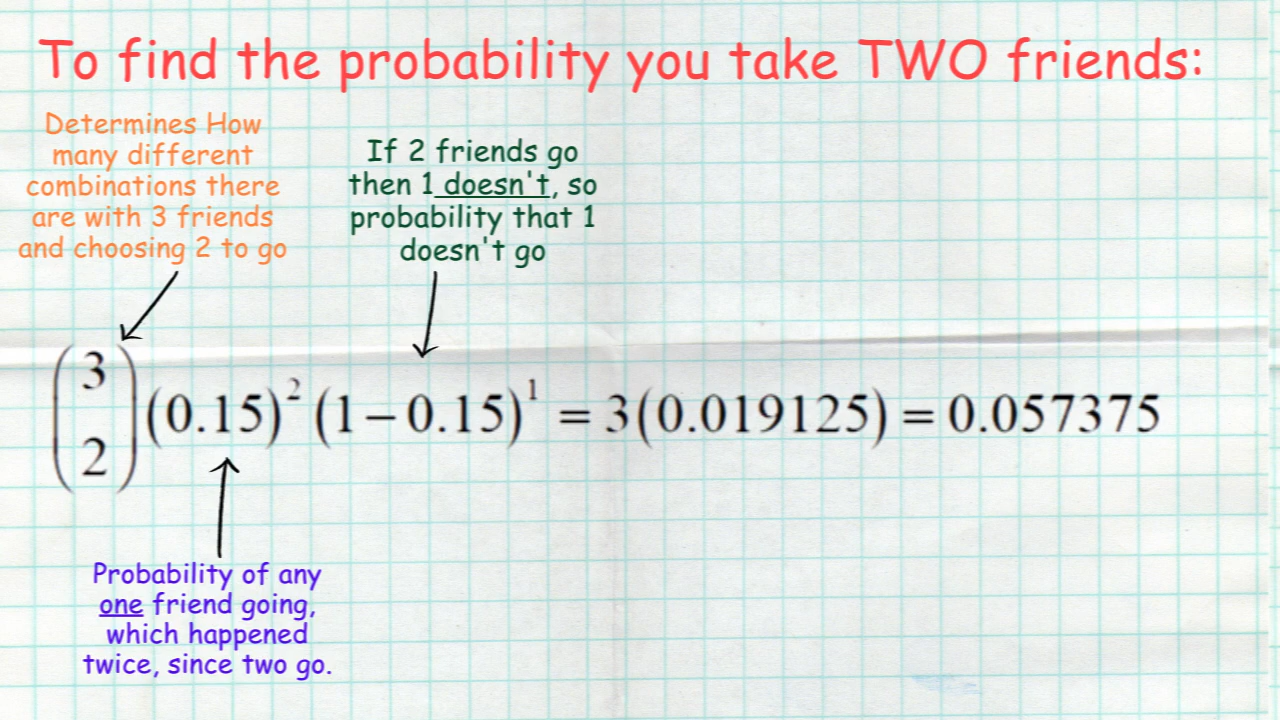 To find the probability you take TWO friends:
Determines How
many different
combinations there
are with 3 friends
and choosing 2 to go
If 2 friends go
then 1 doesn't, so
probability that 1
doesn't go
(3 2)(0.15)² (1−0.15)¹ = 3(0.019125) = 0.057375
Probability of any
one friend going,
which happened
twice, since two go.